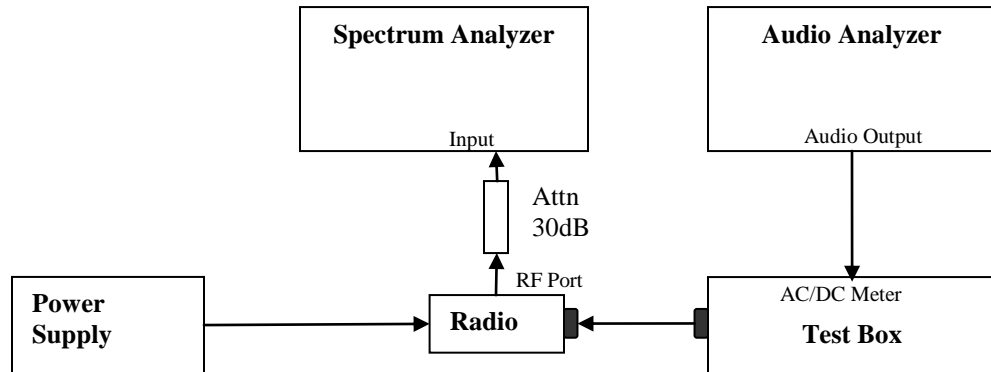 Spectrum Analyzer
Input
Audio Analyzer
Audio Output
Attn
30dB
RF Port
Power
Supply
Radio
AC/DC Meter
Test Box